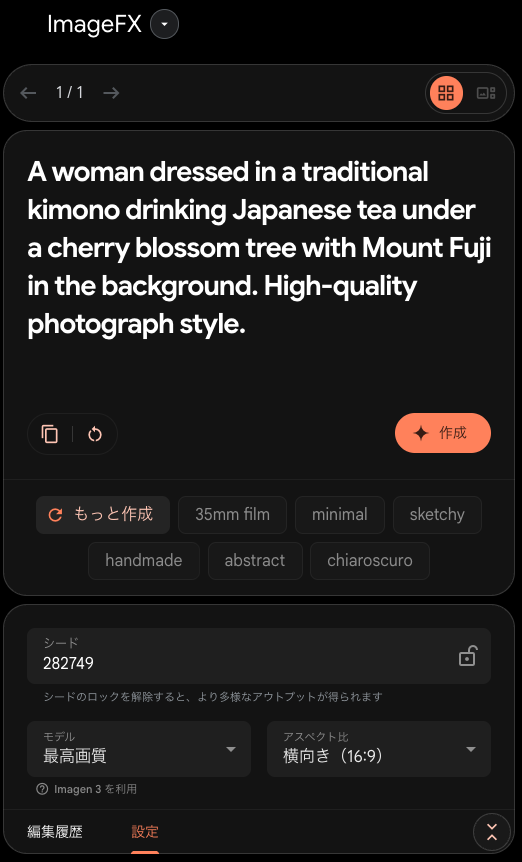 ImageFX
1 / 1
A woman dressed in a traditional
kimono drinking Japanese tea under
a cherry blossom tree with Mount Fuji
in the background. High-quality
photograph style.
作成
もっと作成 35mm film minimal sketchy
handmade abstract chiaroscuro
シード
282749
シードのロックを解除すると、より多様なアウトプットが得られます
モデル
最高画質
アスペクト比
横向き（16:9）
Imagen 3 を利用
編集履歴 設定